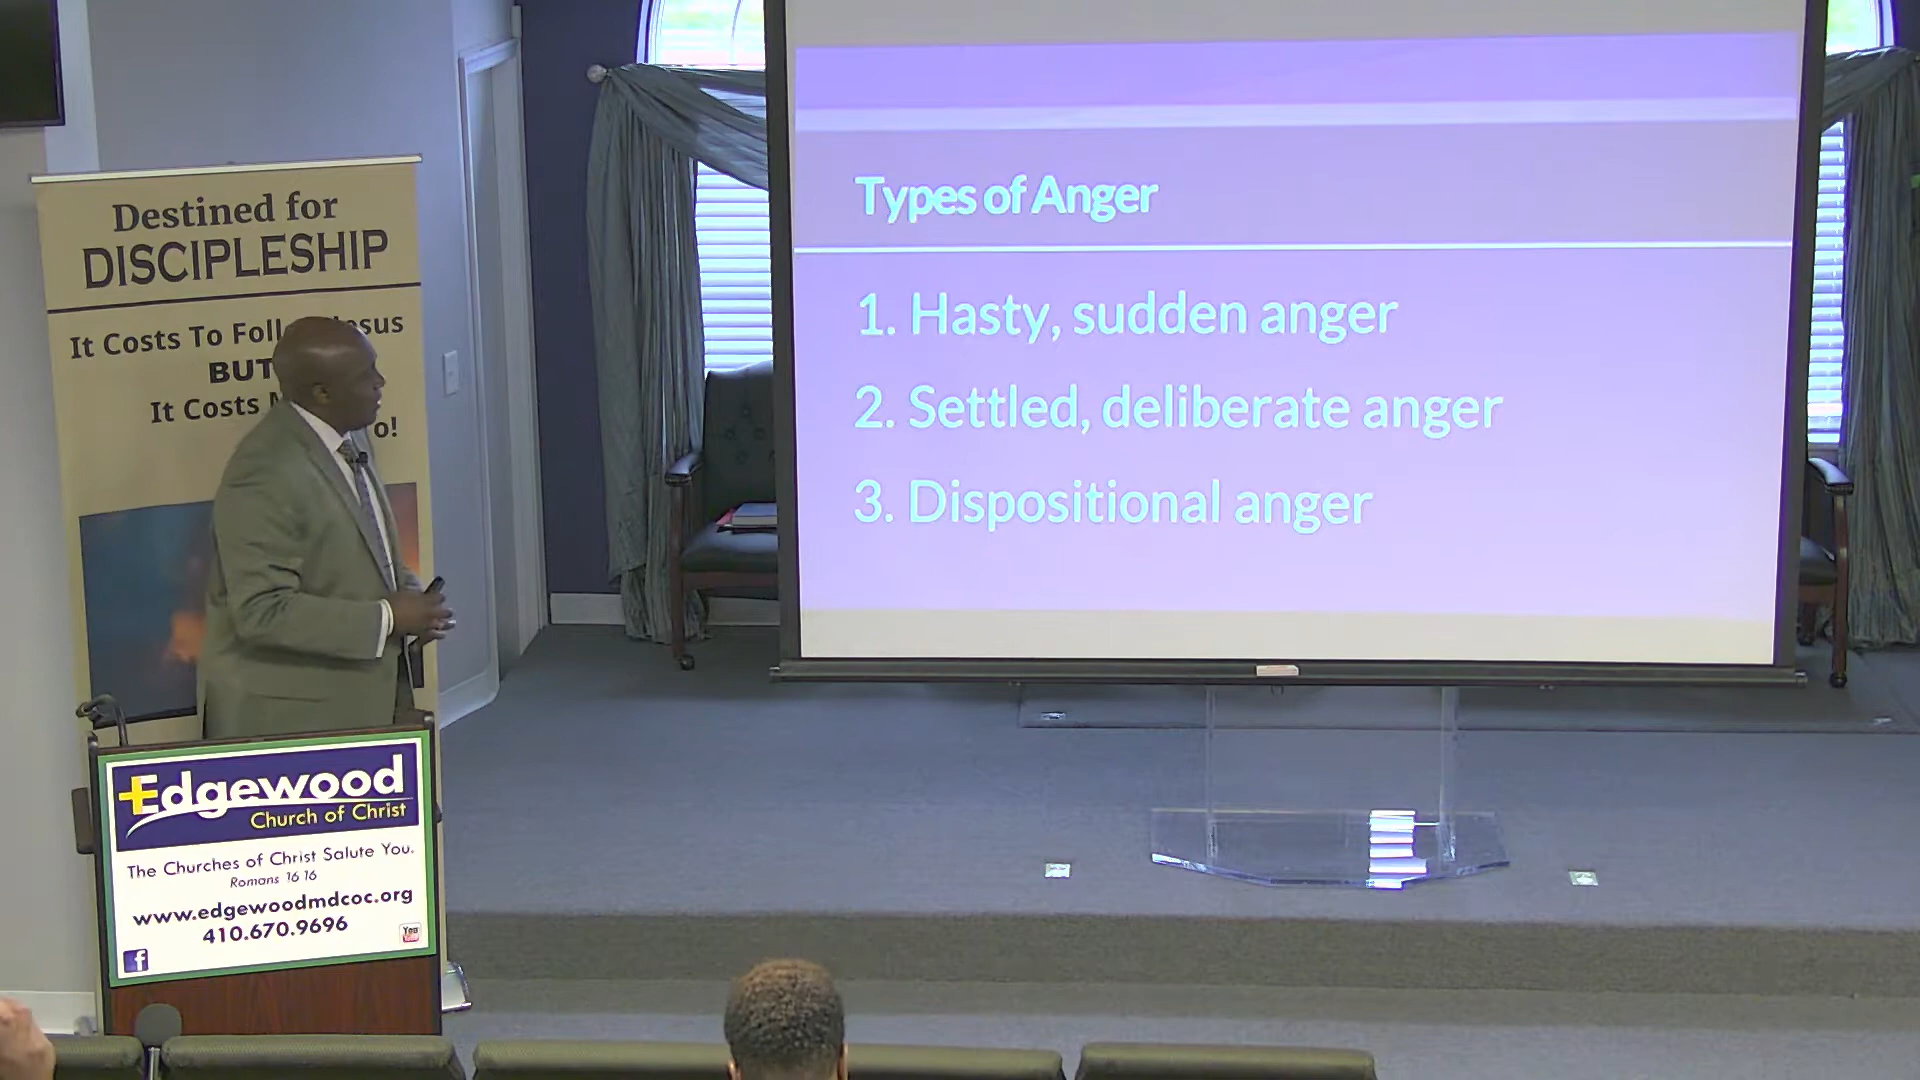 Destined for
DISCIPLESHIP
It Costs To Foll esus
BUT
It Costs
o!
Types of Anger
1. Hasty, sudden anger
2. Settled, deliberate anger
3. Dispositional anger
Edgewood
Church of Christ
The Churches of Christ Salute You.
Romans 16 16
www.edgewoodmdcoc.org
410.670.9696
f
You